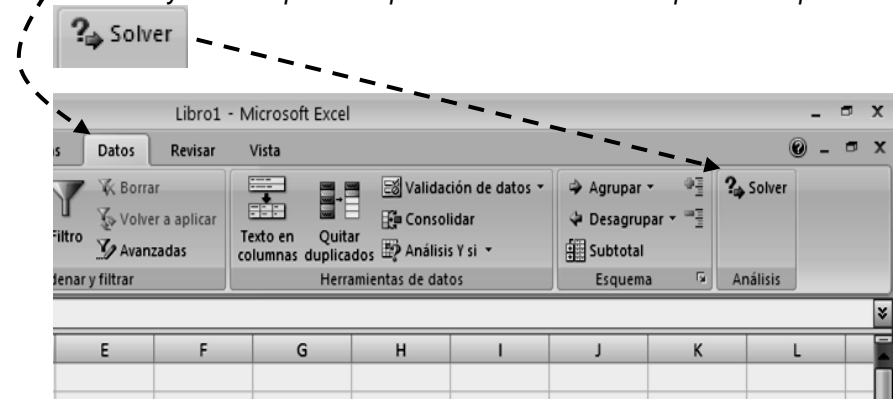 Solver
Libro1 - Microsoft Excel
s Datos Revisar Vista
Borrar
Volver a aplicar
Filtro
Avanzadas
denar y filtrar
Texto en columnas
Quitar duplicados
Validación de datos
Consolidar
Análisis Y si
Herramientas de datos
Agrupar
Desagrupar
Subtotal
Esquema
Solver
Análisis
E F G H I J K L